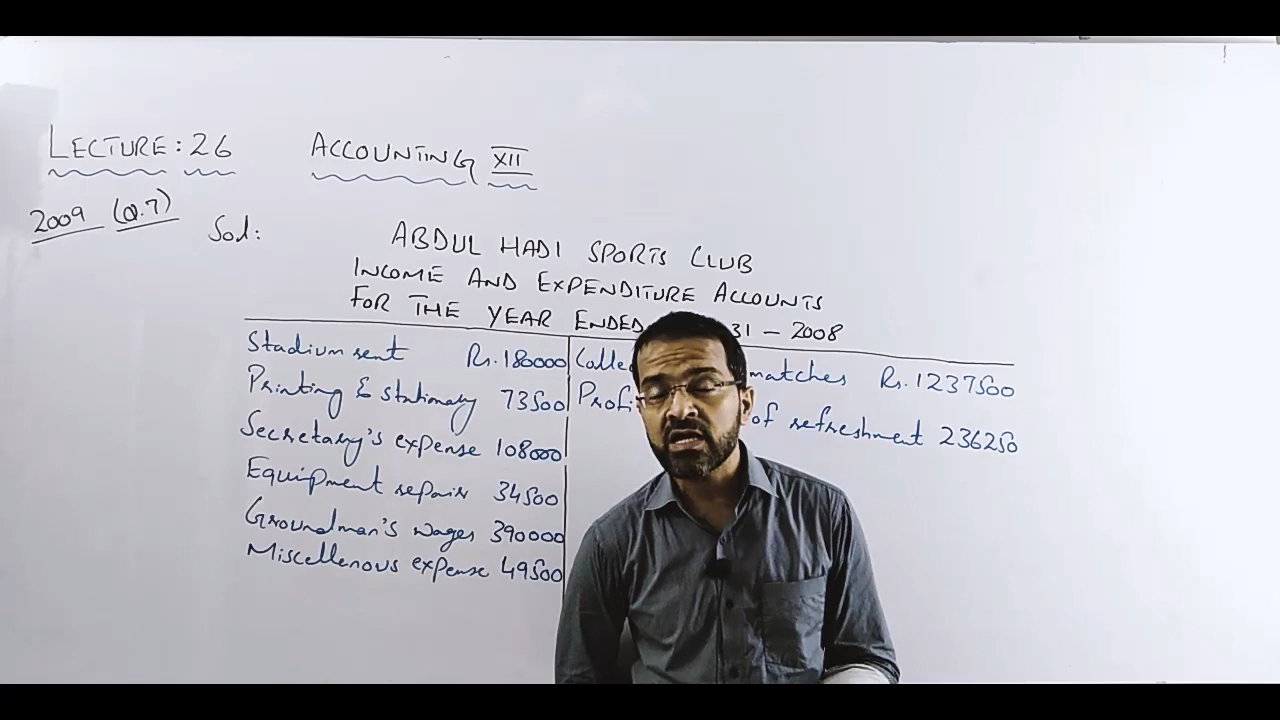 LECTURE: 26 ACCOUNTING XII
2009 (Q.7) Sol:
ABDUL HADI SPORTS CLUB
INCOME AND EXPENDITURE ACCOUNTS
FOR THE YEAR ENDED 31 - 2008
Stadium rent Rs. 180000
Printing & stationary 73500
Secretary's expense 108000
Equipment repair 34500
Groundman's wages 390000
Miscellenous expense 49500
matches Rs. 1237500
of refreshment 236250